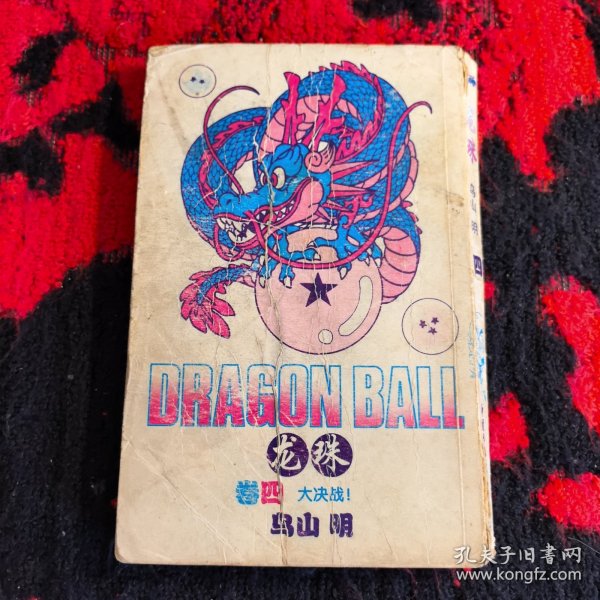 DRAGON BALL
龙珠
卷四 大决战!
鸟山 明
龙珠
鸟山明
四
孔夫子旧书网
www.kongfz.com